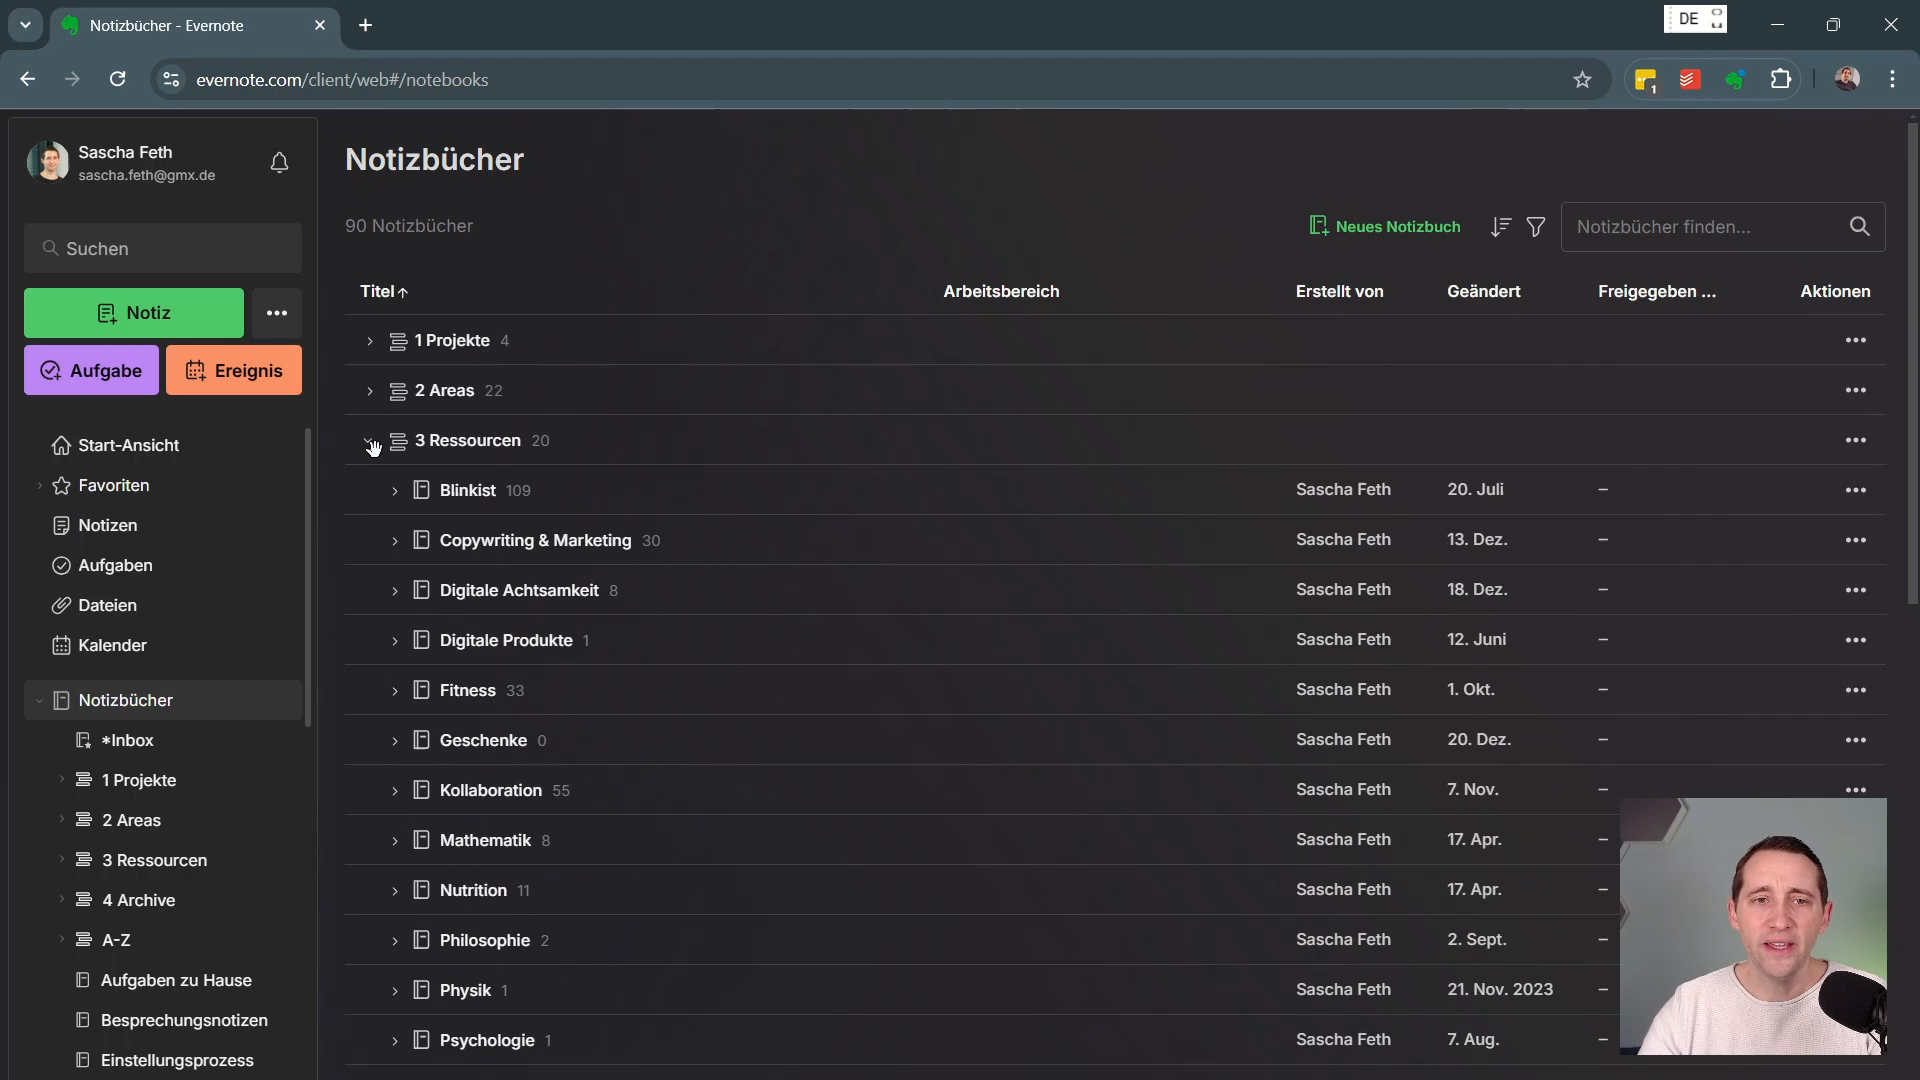 Notizbücher - Evernote
DE
evernote.com/client/web#/notebooks
1
Sascha Feth
sascha.feth@gmx.de
Suchen
Notiz
Aufgabe
Ereignis
Start-Ansicht
Favoriten
Notizen
Aufgaben
Dateien
Kalender
Notizbücher
*Inbox
1 Projekte
2 Areas
3 Ressourcen
4 Archive
A-Z
Aufgaben zu Hause
Besprechungsnotizen
Einstellungsprozess
Notizbücher
90 Notizbücher
Neues Notizbuch
Notizbücher finden...
Titel Arbeitsbereich Erstellt von Geändert Freigegeben ... Aktionen
1 Projekte 4
2 Areas 22
3 Ressourcen 20
Blinkist 109 Sascha Feth 20. Juli –
Copywriting & Marketing 30 Sascha Feth 13. Dez. –
Digitale Achtsamkeit 8 Sascha Feth 18. Dez. –
Digitale Produkte 1 Sascha Feth 12. Juni –
Fitness 33 Sascha Feth 1. Okt. –
Geschenke 0 Sascha Feth 20. Dez. –
Kollaboration 55 Sascha Feth 7. Nov. –
Mathematik 8 Sascha Feth 17. Apr. –
Nutrition 11 Sascha Feth 17. Apr. –
Philosophie 2 Sascha Feth 2. Sept. –
Physik 1 Sascha Feth 21. Nov. 2023 –
Psychologie 1 Sascha Feth 7. Aug. –